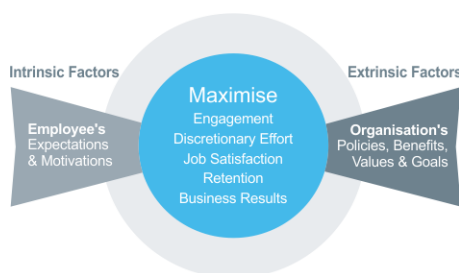 Intrinsic Factors
Extrinsic Factors
Employee's
Expectations
& Motivations
Maximise
Engagement
Discretionary Effort
Job Satisfaction
Retention
Business Results
Organisation's
Policies, Benefits,
Values & Goals